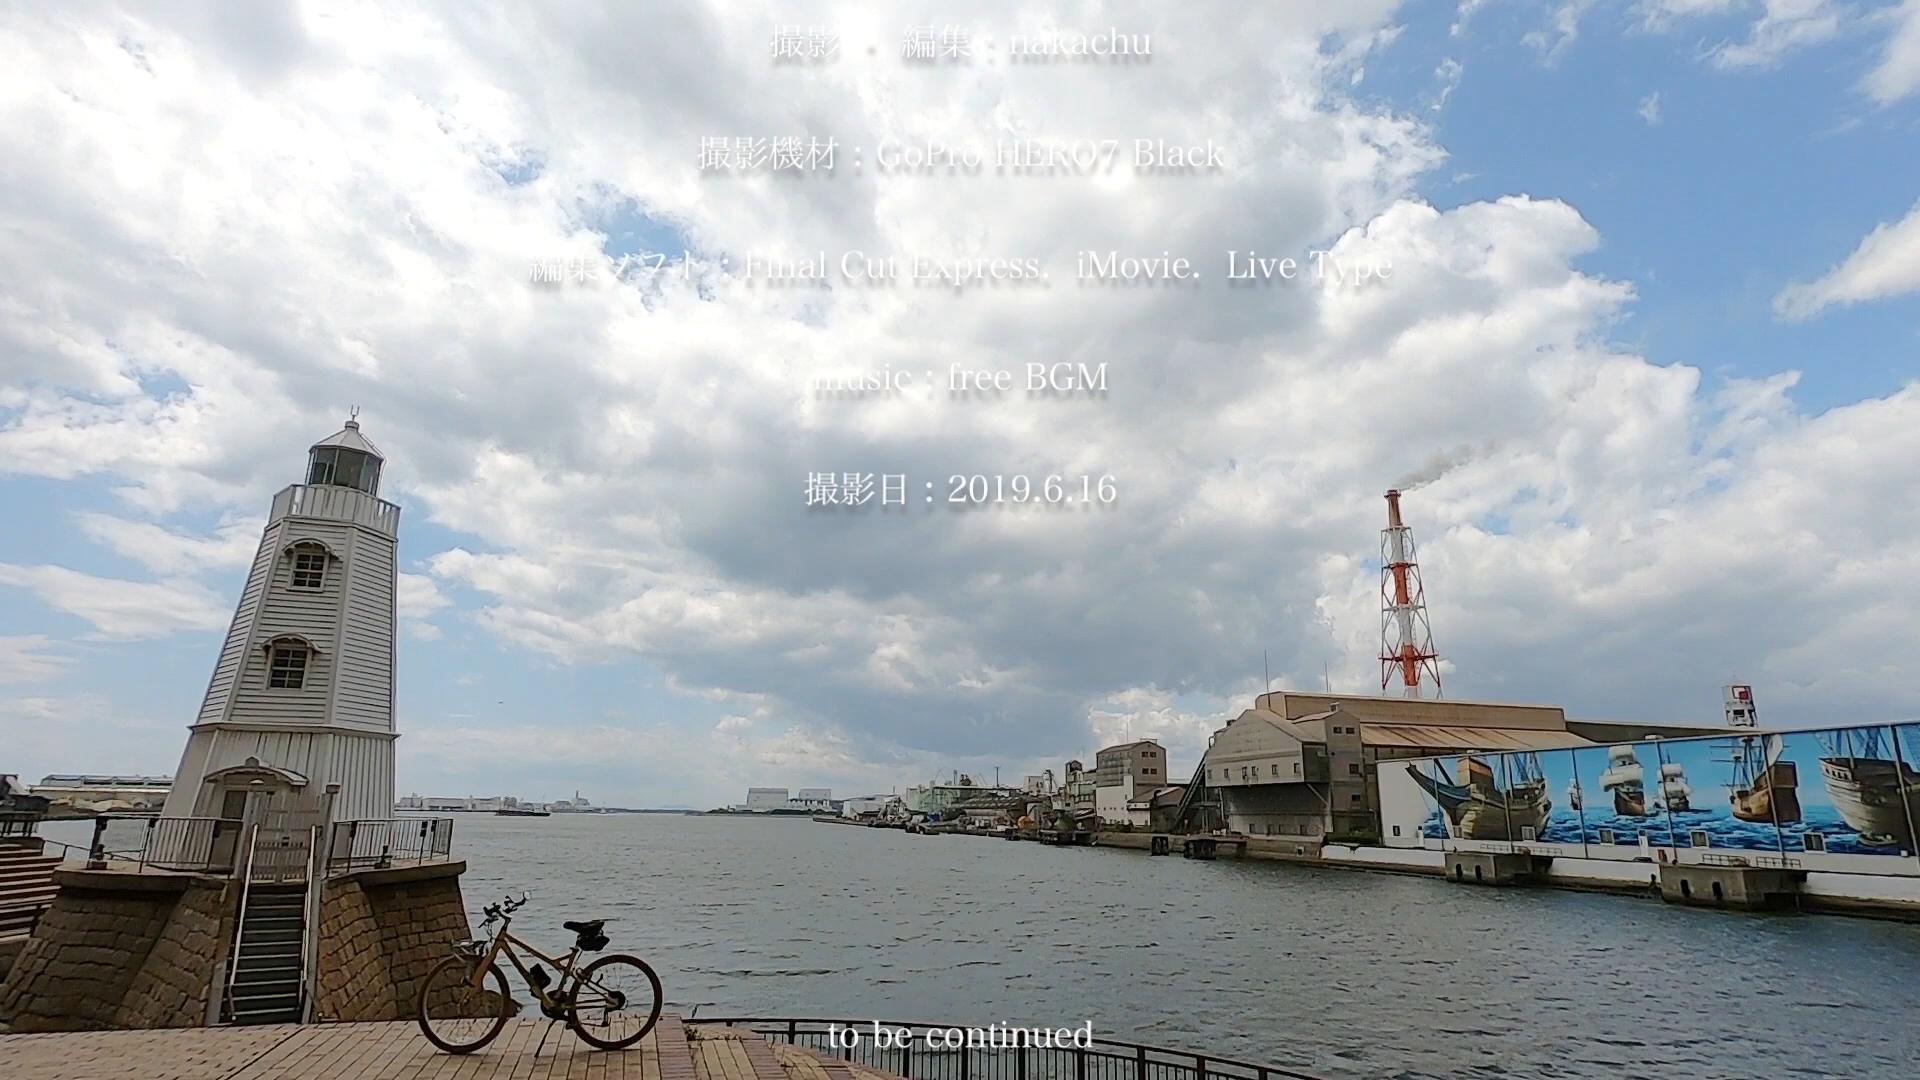 撮影 . 編集 : nakachu
撮影機材 : GoPro HERO7 Black
編集ソフト : Final Cut Express. iMovie. Live Type
music : free BGM
撮影日 : 2019.6.16
to be continued